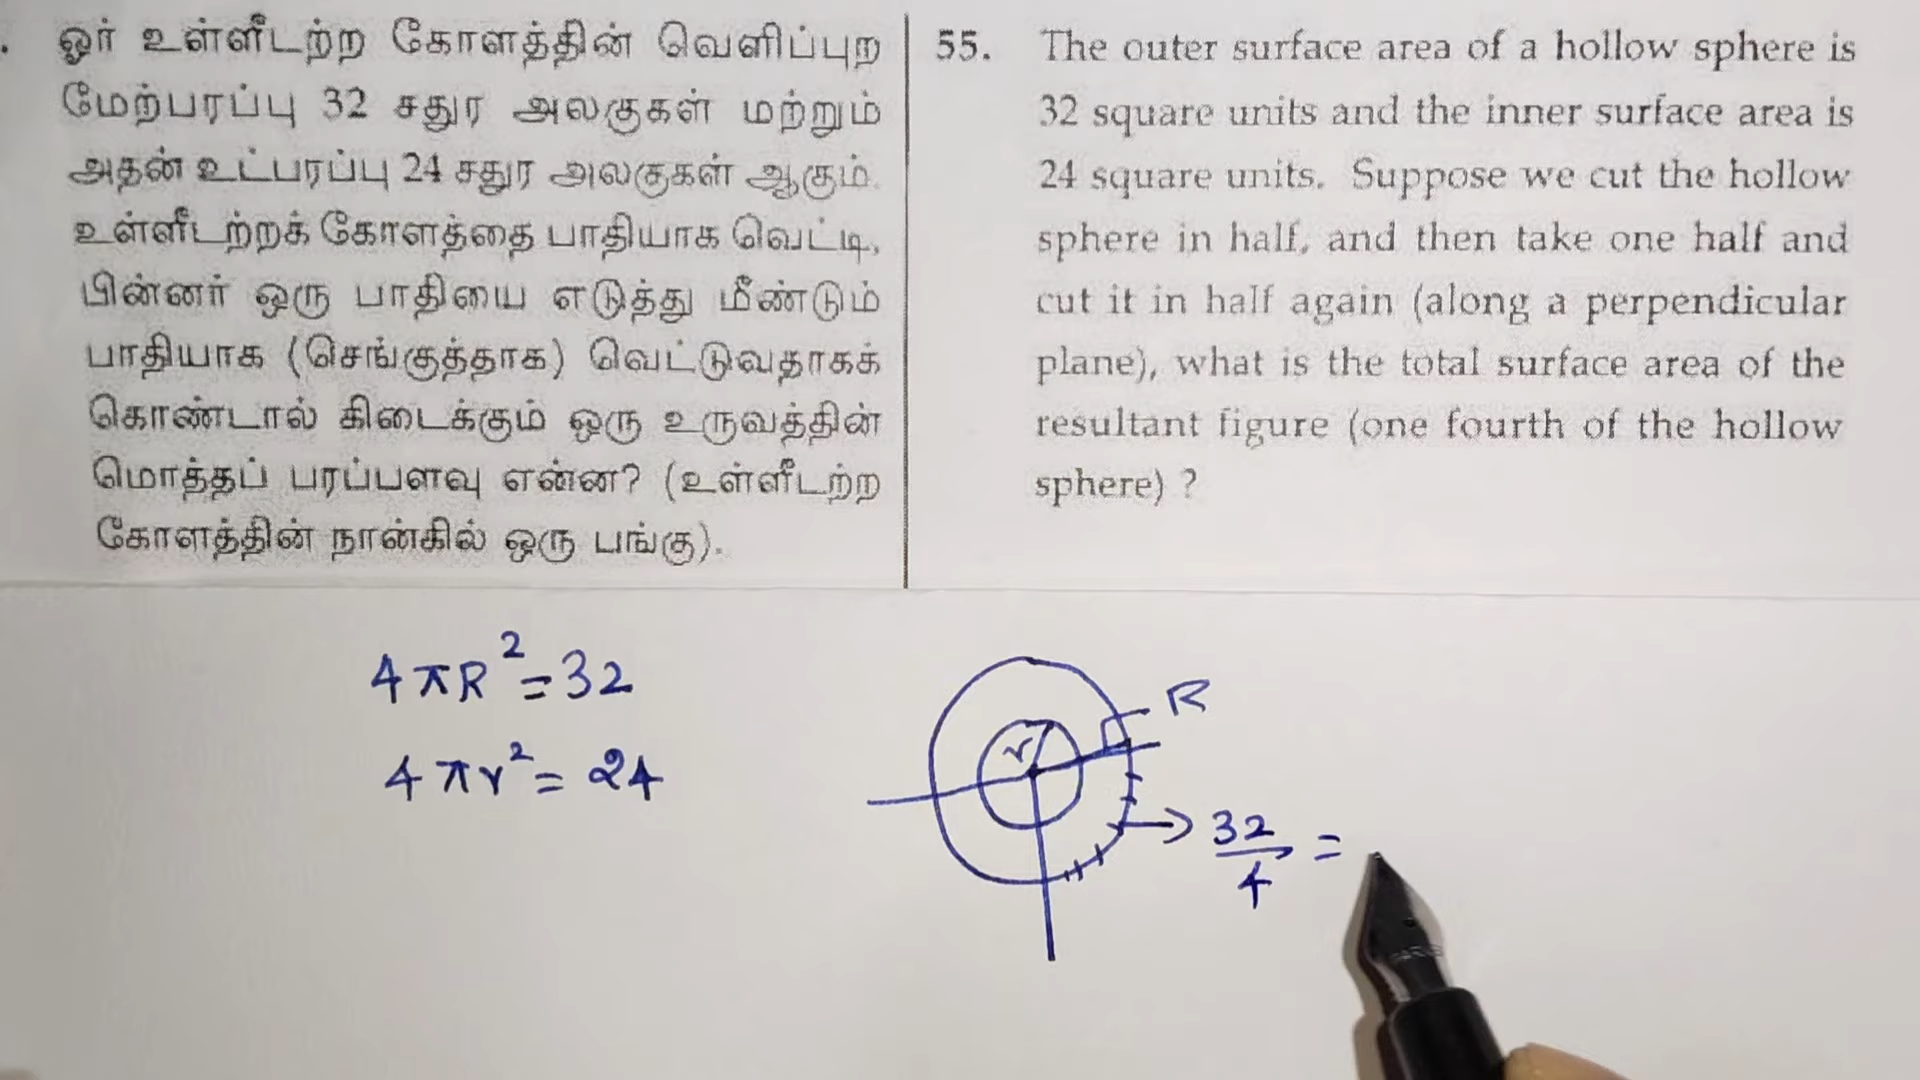 . ஓர் உள்ளீடற்ற கோளத்தின் வெளிப்புற
மேற்பரப்பு 32 சதுர அலகுகள் மற்றும்
அதன் உட்பரப்பு 24 சதுர அலகுகள் ஆகும்.
உள்ளீடற்றக் கோளத்தை பாதியாக வெட்டி,
பின்னர் ஒரு பாதியை எடுத்து மீண்டும்
பாதியாக (செங்குத்தாக) வெட்டுவதாகக்
கொண்டால் கிடைக்கும் ஒரு உருவத்தின்
மொத்தப் பரப்பளவு என்ன? (உள்ளீடற்ற
கோளத்தின் நான்கில் ஒரு பங்கு).
55. The outer surface area of a hollow sphere is
32 square units and the inner surface area is
24 square units. Suppose we cut the hollow
sphere in half, and then take one half and
cut it in half again (along a perpendicular
plane), what is the total surface area of the
resultant figure (one fourth of the hollow
sphere) ?
4πR²=32
4πr²= 24
R
r
32/4 =